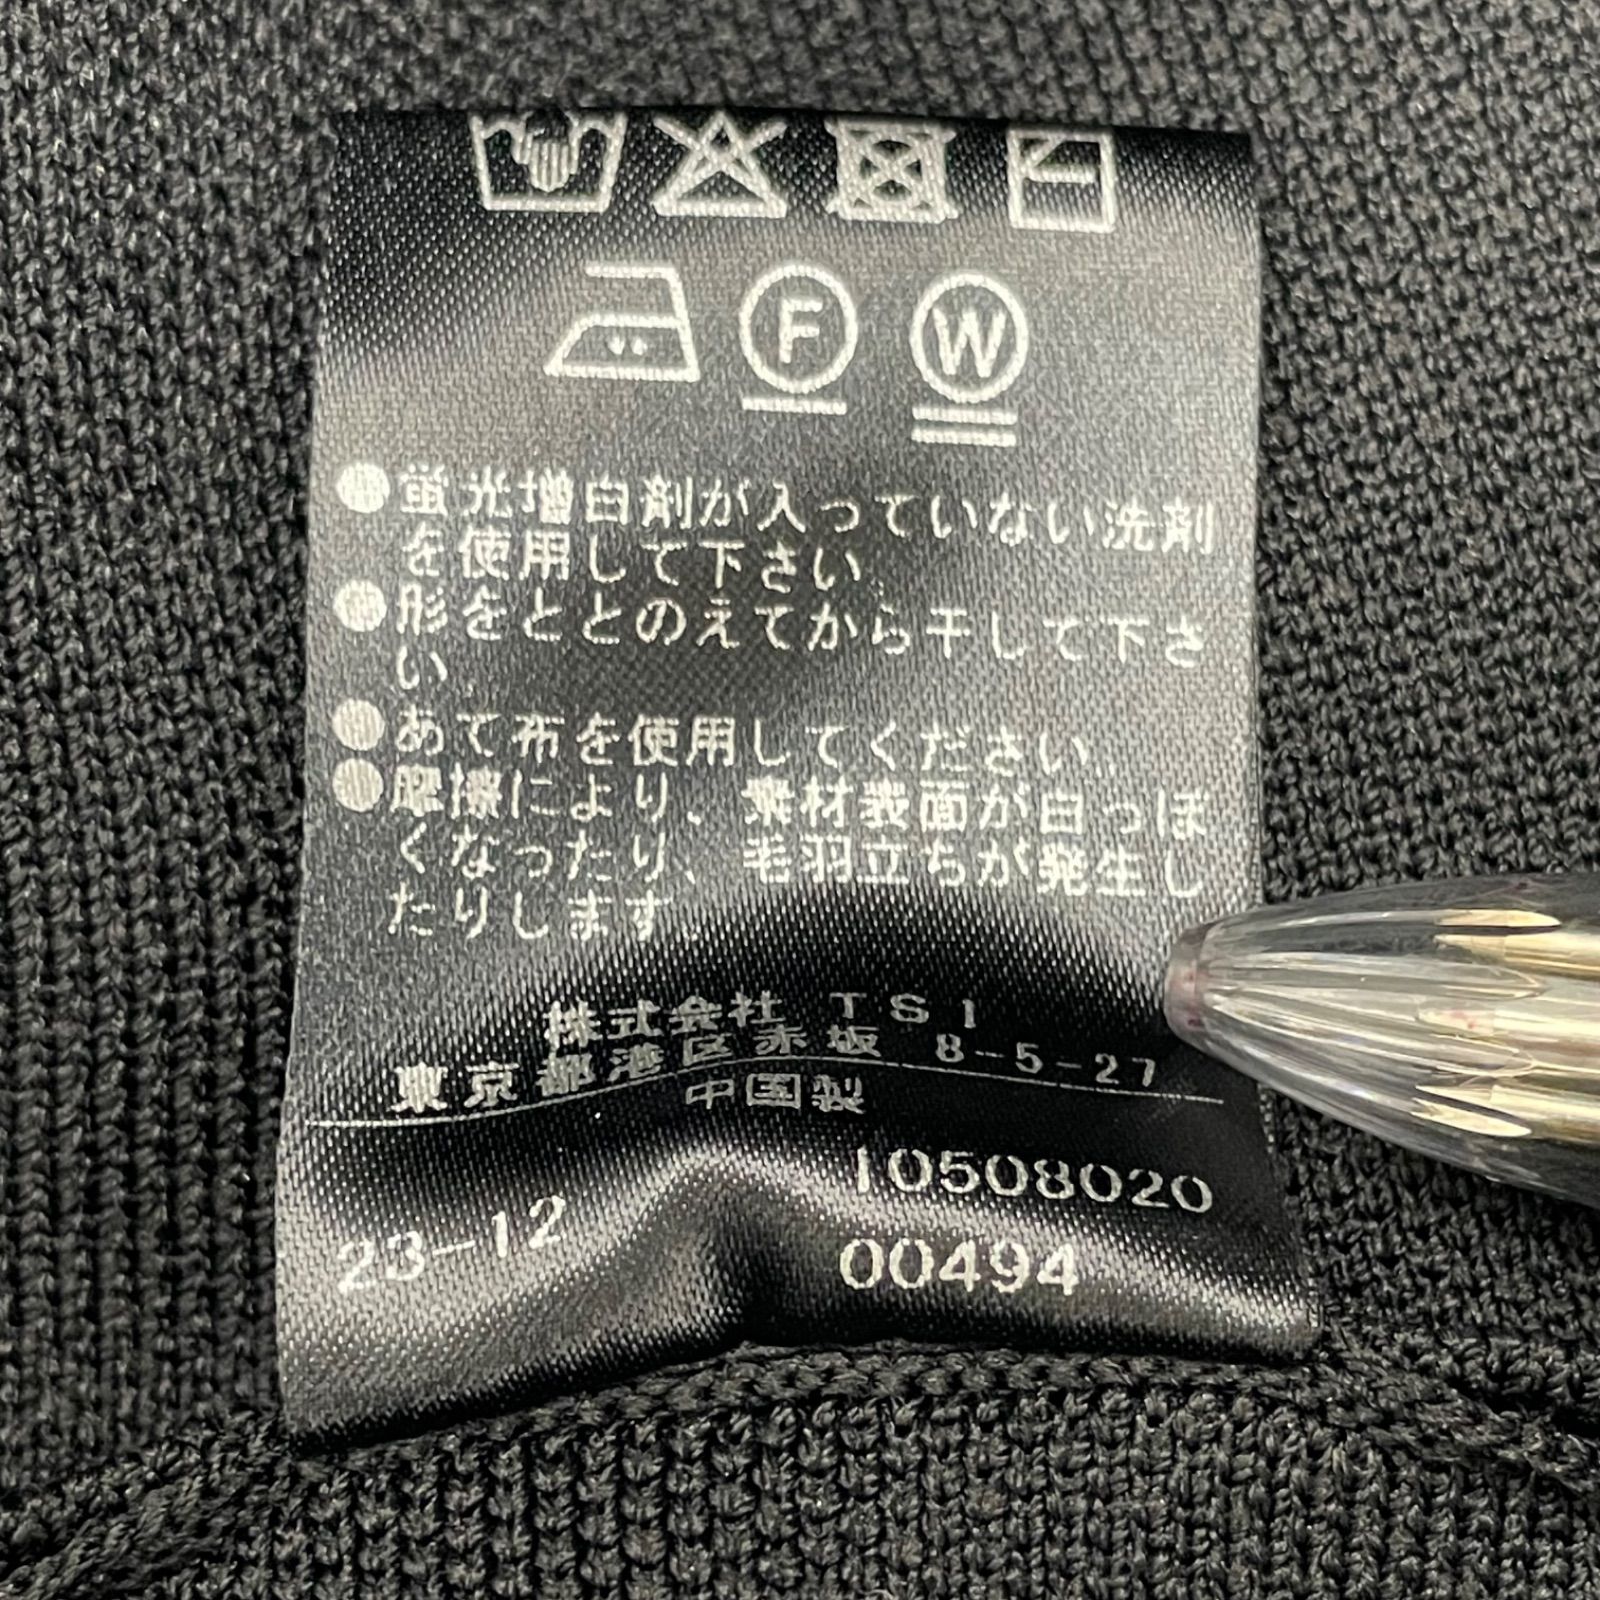 F W
●蛍光増白剤が入っていない洗剤
を使用して下さい。
●形をととのえてから干して下さ
い。
●あて布を使用してください。
●摩擦により、素材表面が白っぽ
くなったり、毛羽立ちが発生し
たりします。
株式会社 TSI
東京都港区赤坂 8-5-27
中国製
10508020
23-12
00494